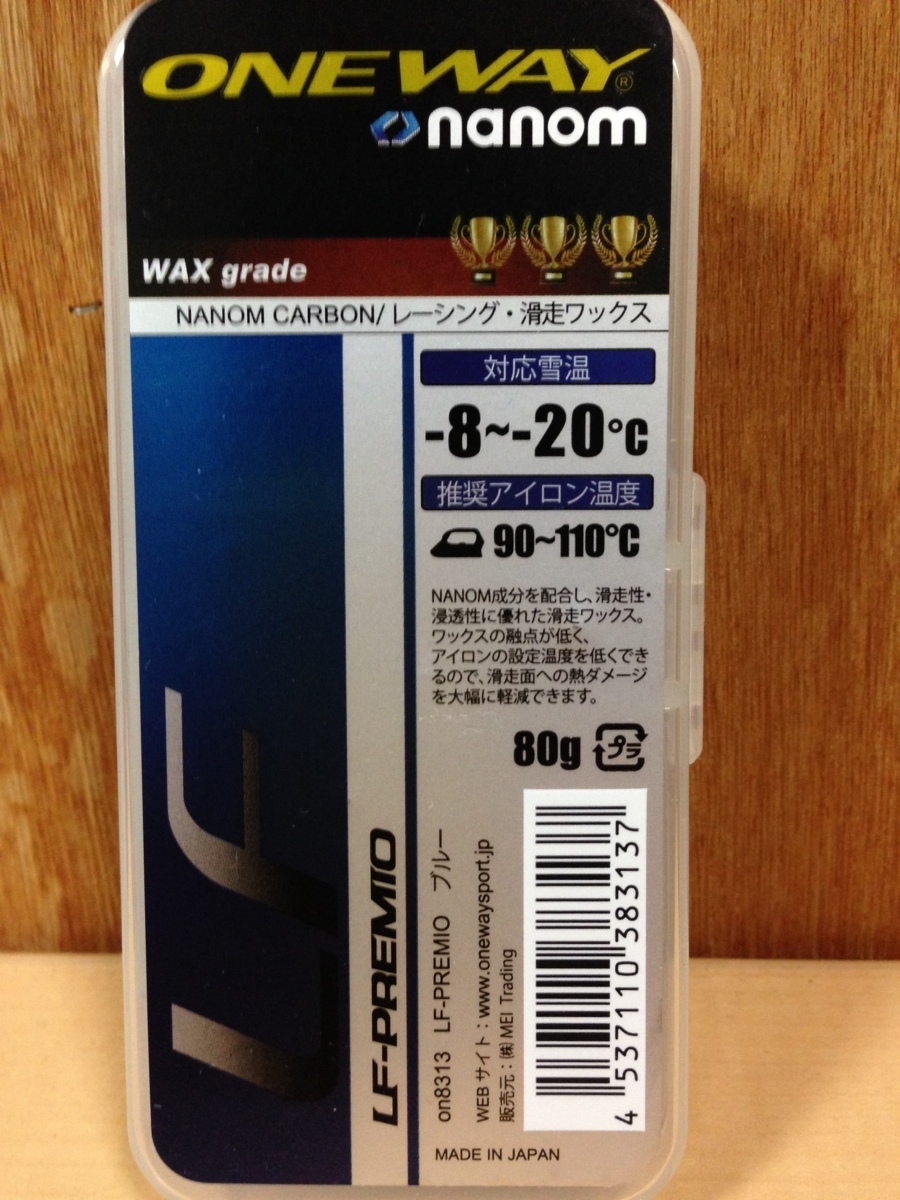 ONE WAY®
nanom
WAX grade
NANOM CARBON/レーシング・滑走ワックス
対応雪温
-8~-20℃
推奨アイロン温度
90~110℃
NANOM成分を配合し、滑走性・
浸透性に優れた滑走ワックス。
ワックスの融点が低く、
アイロンの設定温度を低くでき
るので、滑走面への熱ダメージ
を大幅に軽減できます。
80g プラ
LF
LF-PREMIO
on8313 LF-PREMIO ブルー
WEBサイト：www.onewaysport.jp
販売元：㈱MEI Trading
4 537110 383137
MADE IN JAPAN